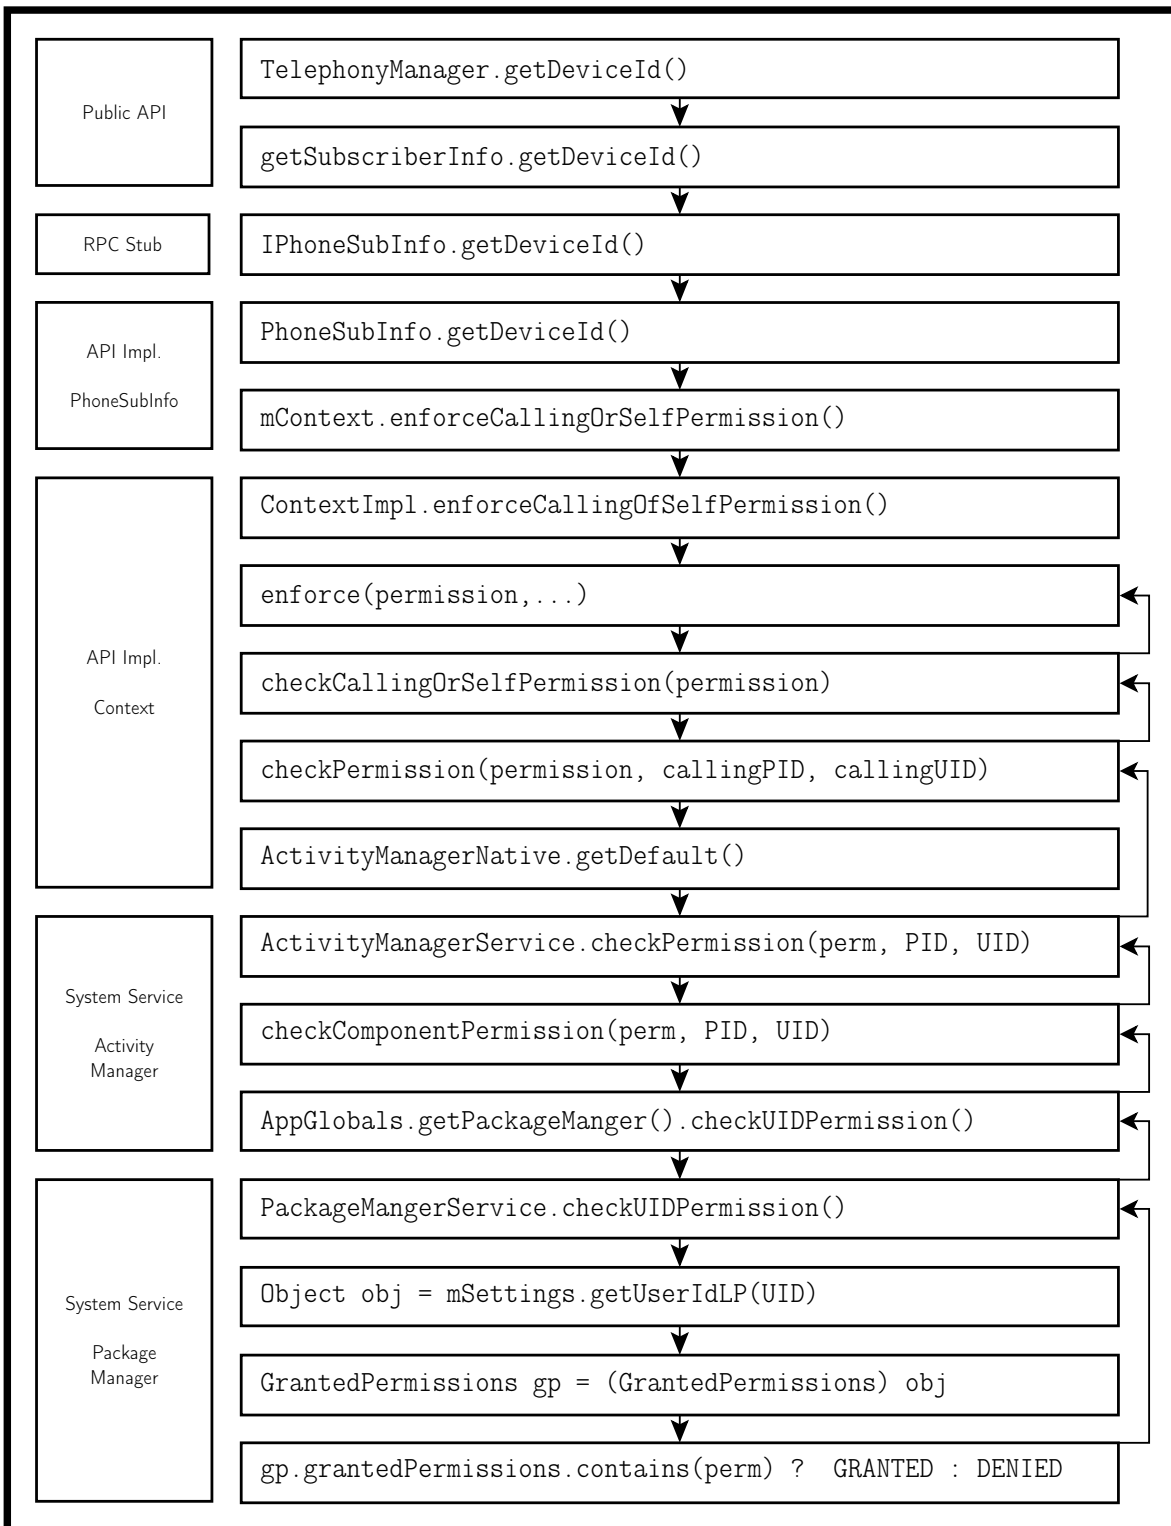 Public API
TelephonyManager.getDeviceId()
getSubscriberInfo.getDeviceId()
RPC Stub
IPhoneSubInfo.getDeviceId()
API Impl.
PhoneSubInfo
PhoneSubInfo.getDeviceId()
mContext.enforceCallingOrSelfPermission()
API Impl.
Context
ContextImpl.enforceCallingOfSelfPermission()
enforce(permission,...)
checkCallingOrSelfPermission(permission)
checkPermission(permission, callingPID, callingUID)
ActivityManagerNative.getDefault()
System Service
Activity
Manager
ActivityManagerService.checkPermission(perm, PID, UID)
checkComponentPermission(perm, PID, UID)
AppGlobals.getPackageManger().checkUIDPermission()
System Service
Package
Manager
PackageMangerService.checkUIDPermission()
Object obj = mSettings.getUserIdLP(UID)
GrantedPermissions gp = (GrantedPermissions) obj
gp.grantedPermissions.contains(perm) ? GRANTED : DENIED